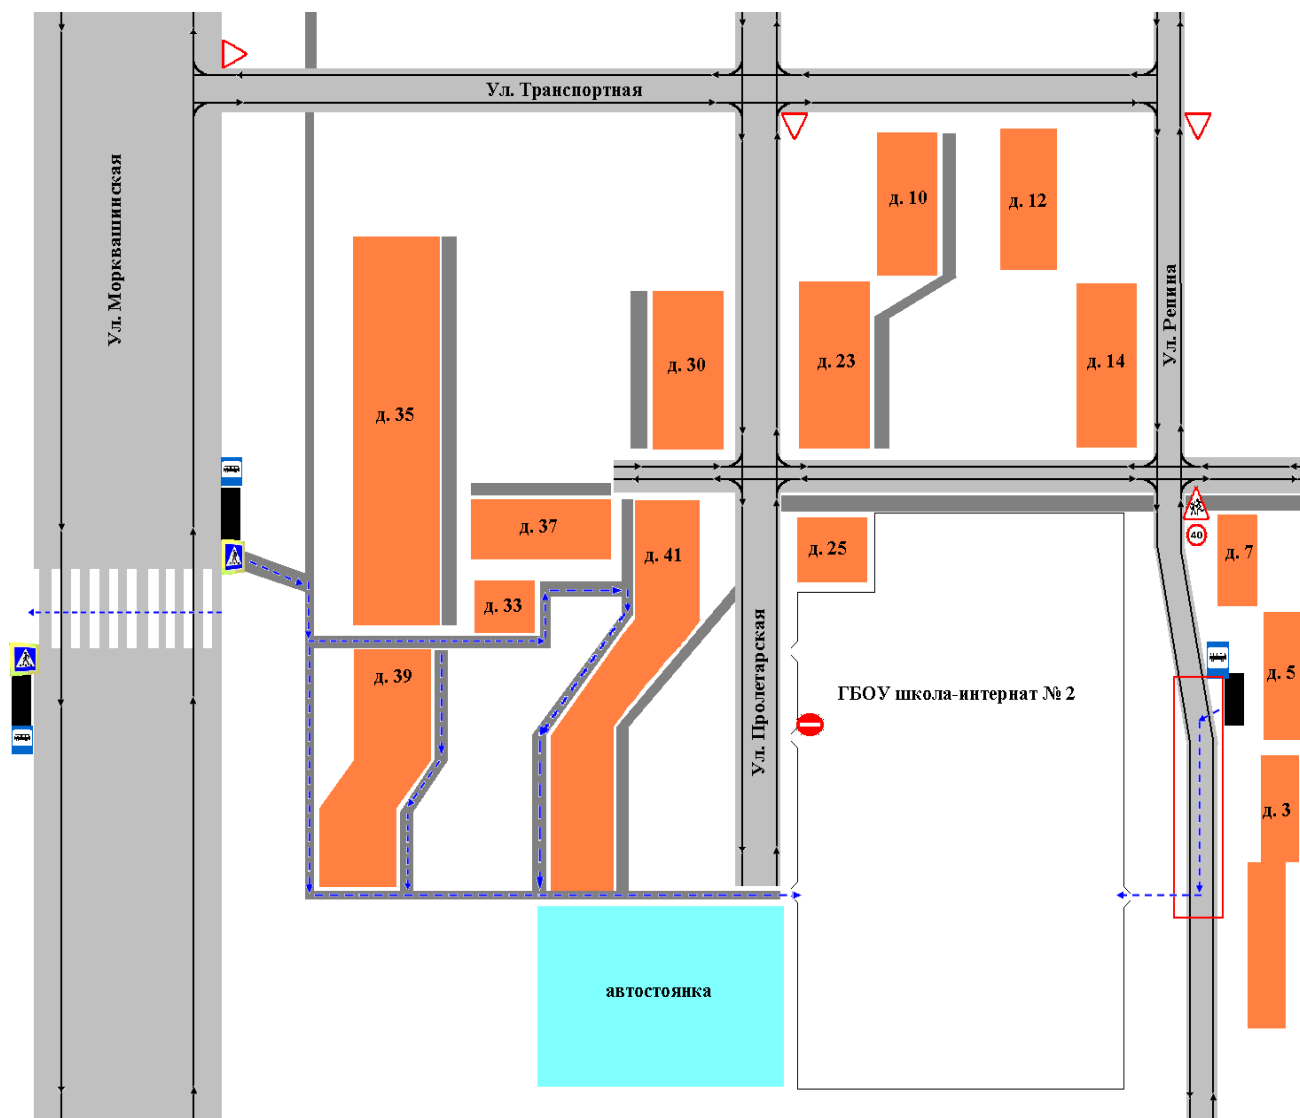 Ул. Транспортная
Ул. Морквашинская
д. 10
д. 12
Ул. Репина
д. 30
д. 23
д. 14
д. 35
д. 37
д. 41
д. 25
40
д. 7
д. 33
д. 39
Ул. Пролетарская
ГБОУ школа-интернат № 2
д. 5
д. 3
автостоянка